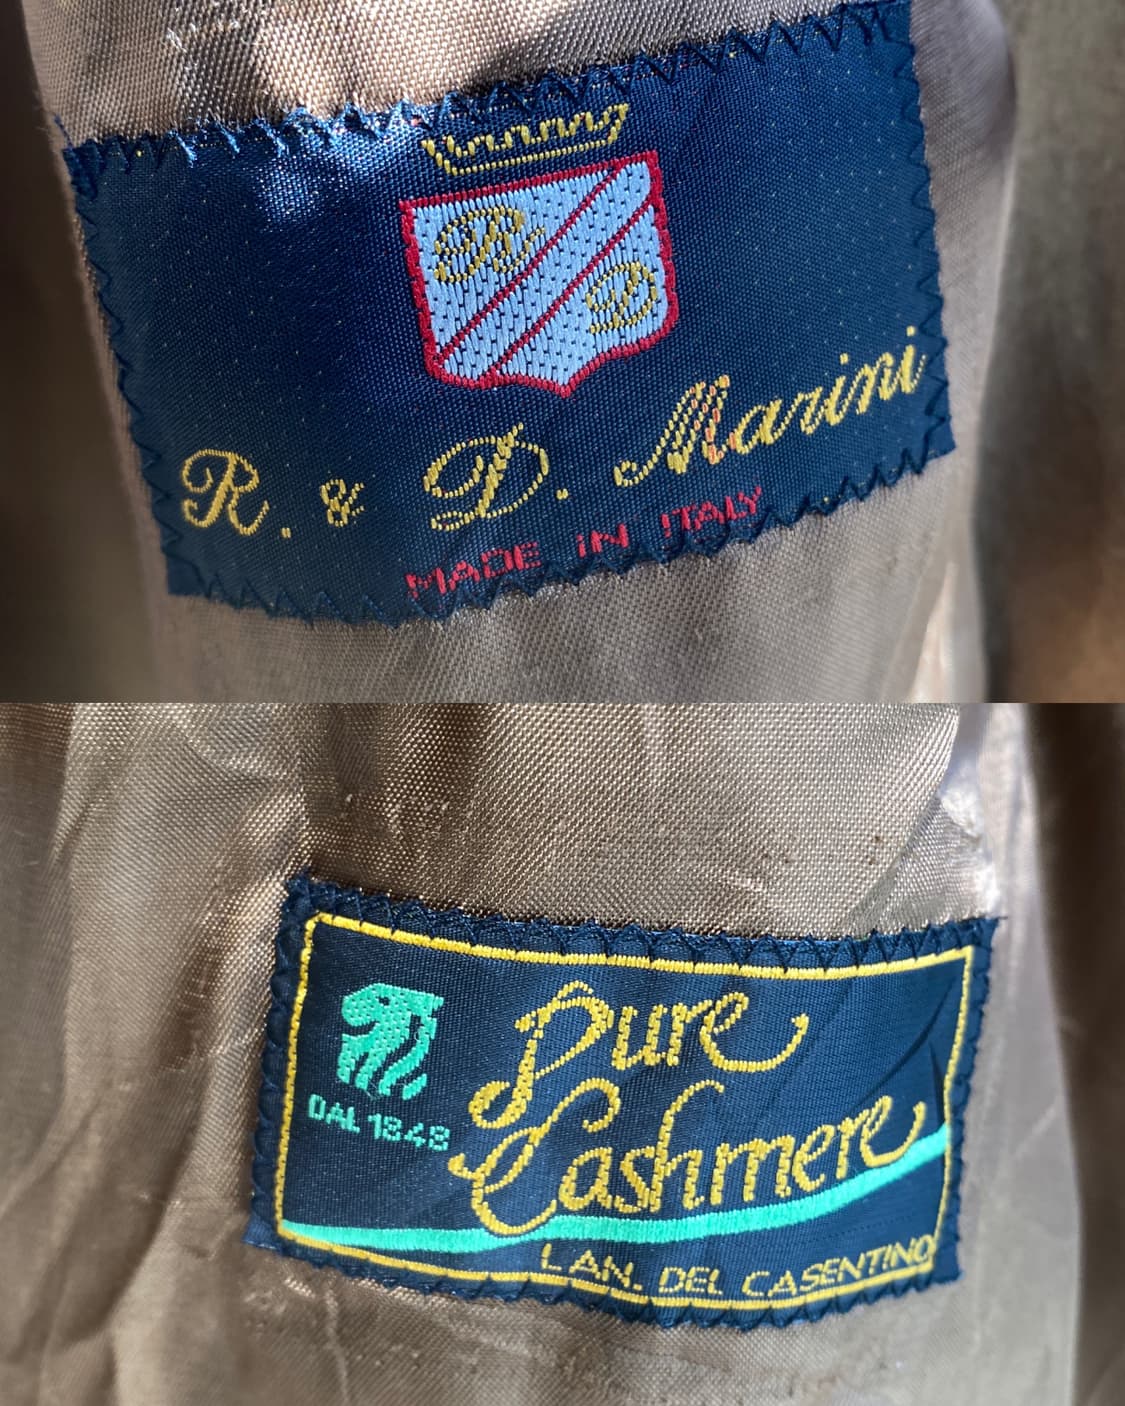 R
D
R. & D. Marini
MADE IN ITALY
Pure
Cashmere
DAL 1848
LAN. DEL CASENTINO